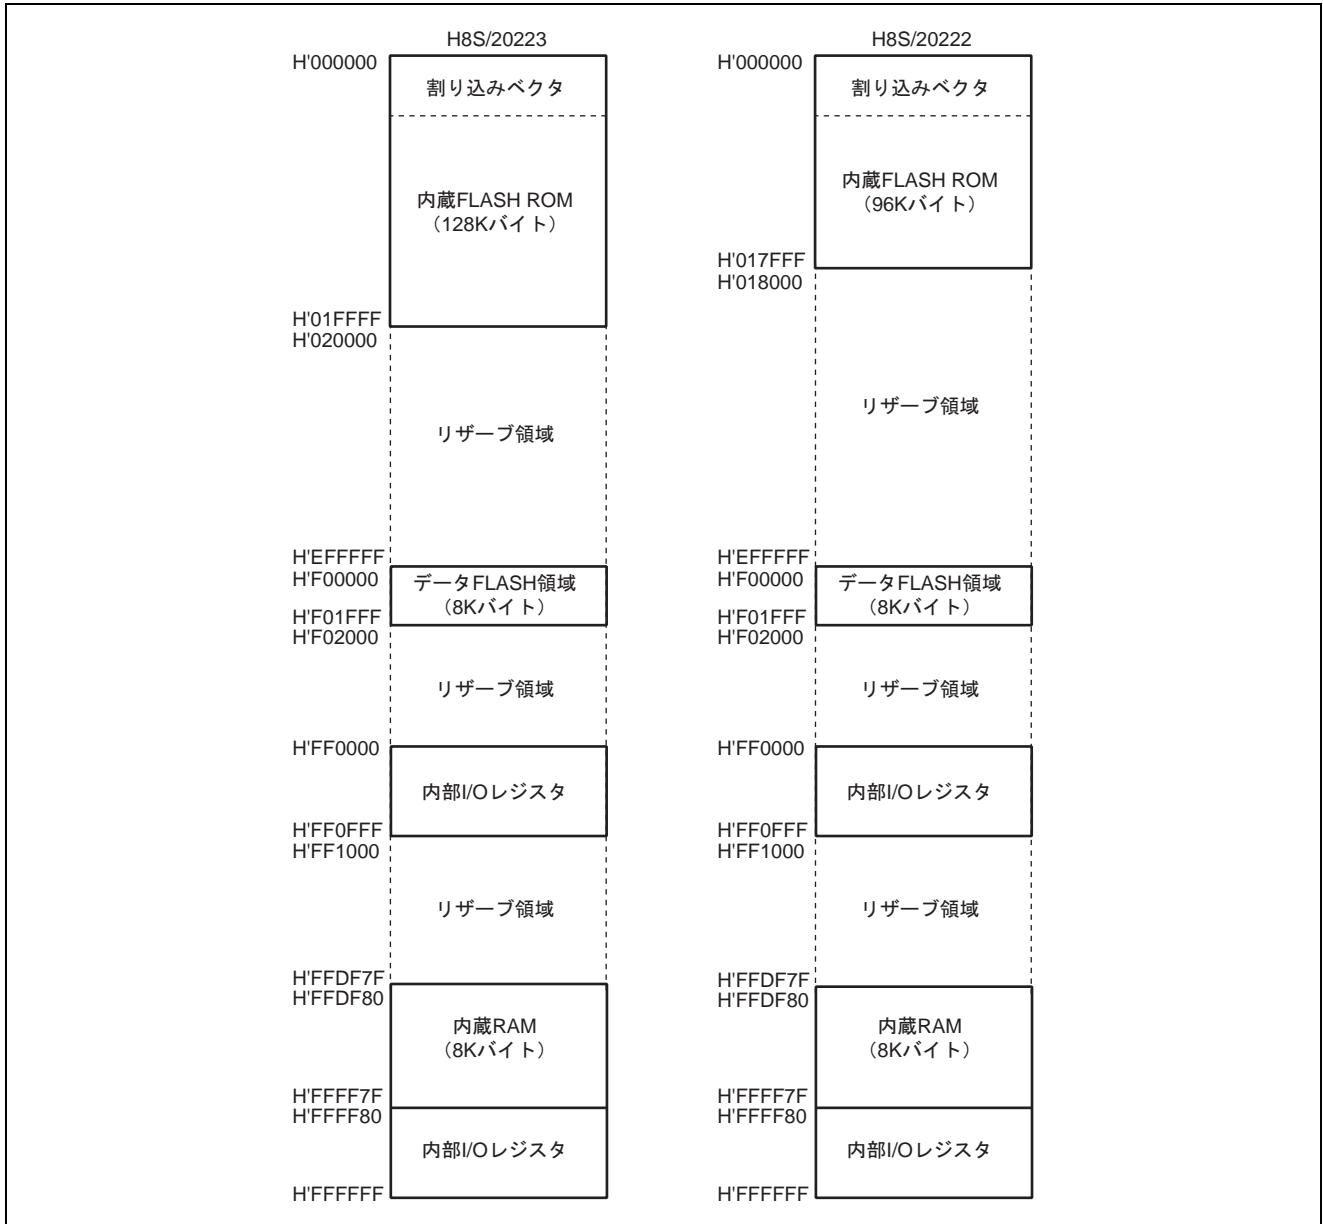 H8S/20223
H'000000
割り込みベクタ
内蔵FLASH ROM
（128Kバイト）
H'01FFFF
H'020000
リザーブ領域
H'EFFFFF
H'F00000
データFLASH領域
（8Kバイト）
H'F01FFF
H'F02000
リザーブ領域
H'FF0000
内部I/Oレジスタ
H'FF0FFF
H'FF1000
リザーブ領域
H'FFDF7F
H'FFDF80
内蔵RAM
（8Kバイト）
H'FFFF7F
H'FFFF80
内部I/Oレジスタ
H'FFFFFF
H8S/20222
H'000000
割り込みベクタ
内蔵FLASH ROM
（96Kバイト）
H'017FFF
H'018000
リザーブ領域
H'EFFFFF
H'F00000
データFLASH領域
（8Kバイト）
H'F01FFF
H'F02000
リザーブ領域
H'FF0000
内部I/Oレジスタ
H'FF0FFF
H'FF1000
リザーブ領域
H'FFDF7F
H'FFDF80
内蔵RAM
（8Kバイト）
H'FFFF7F
H'FFFF80
内部I/Oレジスタ
H'FFFFFF